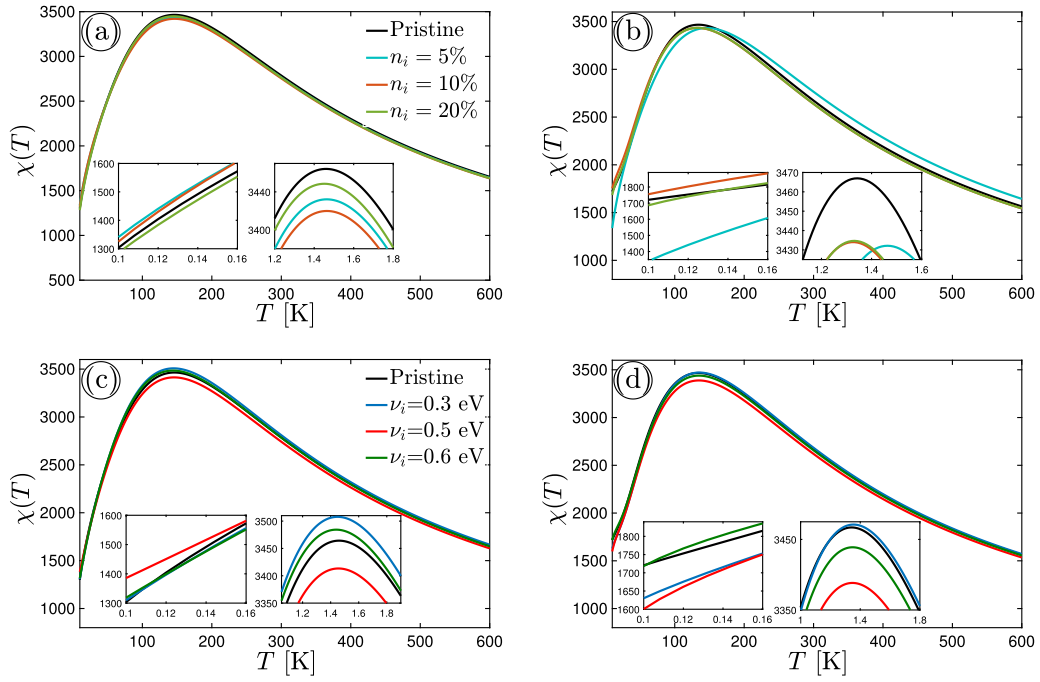 (a)
Pristine
n_i = 5%
n_i = 10%
n_i = 20%
χ(T)
3500
3000
2500
2000
1500
1000
500
1600
1500
1400
1300
0.1 0.12 0.14 0.16
3440
3400
1.2 1.4 1.6 1.8
100 200 300 400 500 600
T [K]
(b)
χ(T)
3500
3000
2500
2000
1500
1000
1800
1700
1600
1500
1400
0.1 0.12 0.14 0.16
3470
3460
3450
3440
3430
1.2 1.4 1.6
100 200 300 400 500 600
T [K]
(c)
Pristine
ν_i=0.3 eV
ν_i=0.5 eV
ν_i=0.6 eV
χ(T)
3500
3000
2500
2000
1500
1000
1600
1500
1400
1300
0.1 0.12 0.14 0.16
3500
3450
3400
3350
1.2 1.4 1.6 1.8
100 200 300 400 500 600
T [K]
(d)
χ(T)
3500
3000
2500
2000
1500
1000
1800
1760
1720
1680
1640
1600
0.1 0.12 0.14 0.16
3450
3350
1 1.4 1.8
100 200 300 400 500 600
T [K]